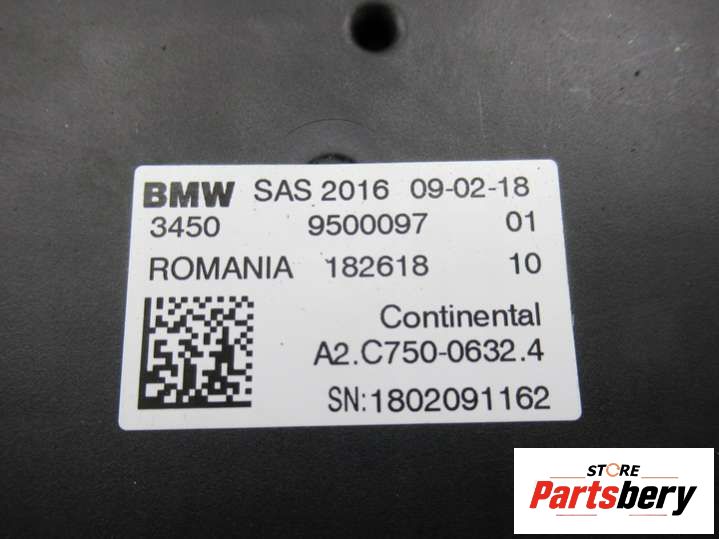 BMW SAS 2016 09-02-18
3450 9500097 01
ROMANIA 182618 10
Continental
A2.C750-0632.4
SN:1802091162
STORE
Partsbery